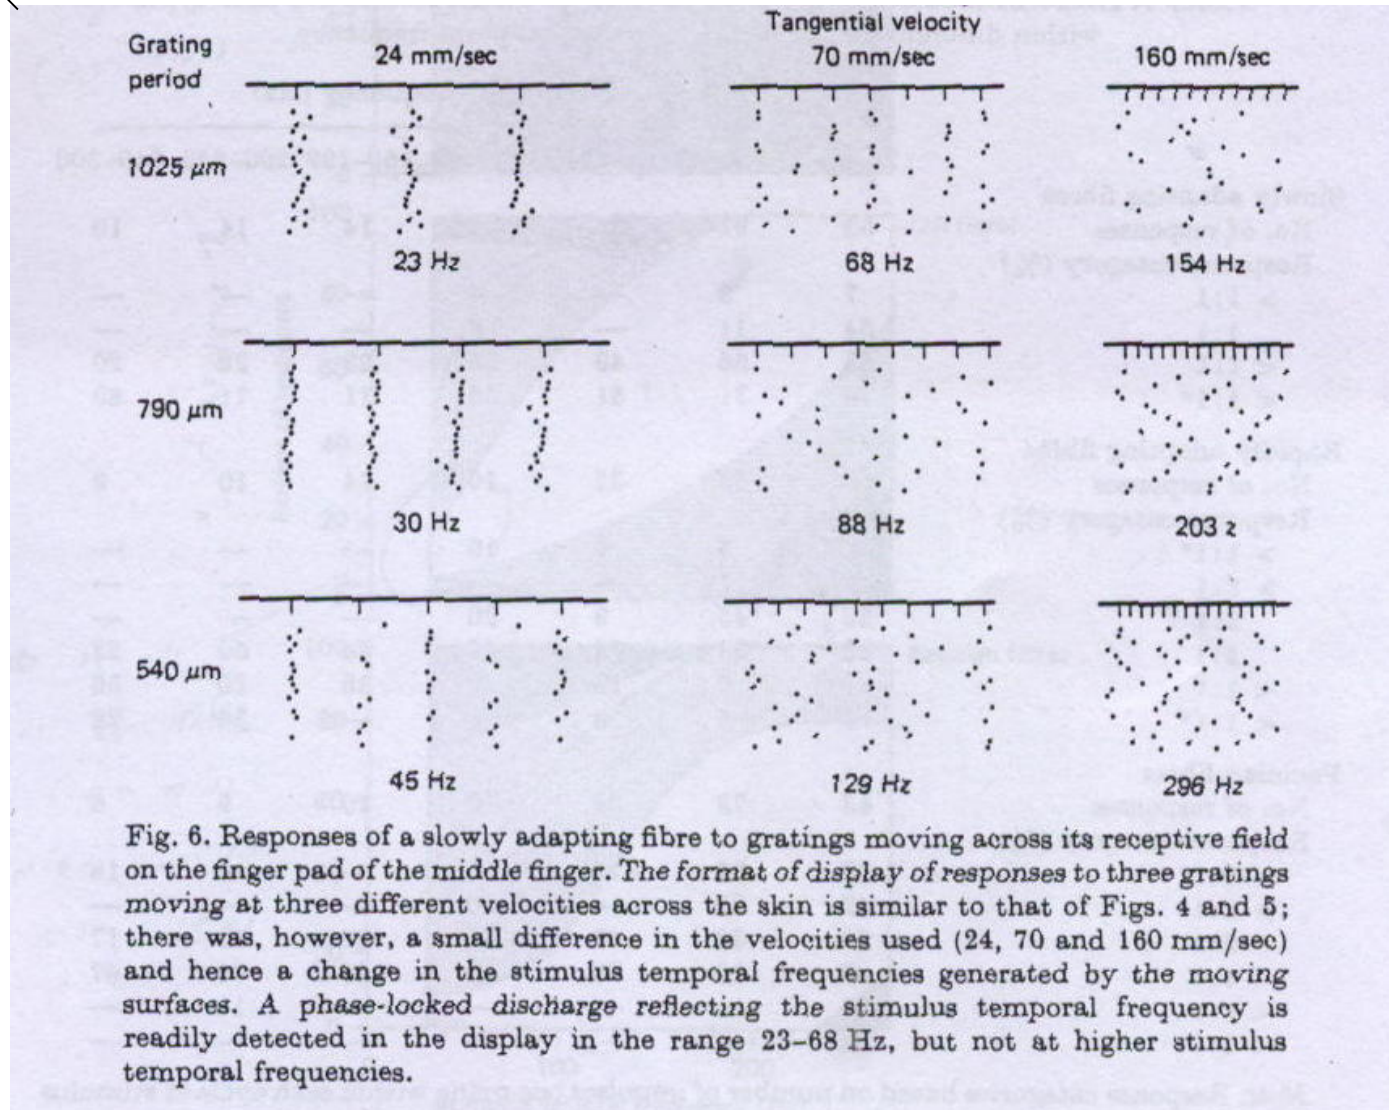 Tangential velocity
Grating period 24 mm/sec 70 mm/sec 160 mm/sec
1025 μm
23 Hz 68 Hz 154 Hz
790 μm
30 Hz 88 Hz 203 z
540 μm
45 Hz 129 Hz 296 Hz
Fig. 6. Responses of a slowly adapting fibre to gratings moving across its receptive field
on the finger pad of the middle finger. The format of display of responses to three gratings
moving at three different velocities across the skin is similar to that of Figs. 4 and 5;
there was, however, a small difference in the velocities used (24, 70 and 160 mm/sec)
and hence a change in the stimulus temporal frequencies generated by the moving
surfaces. A phase-locked discharge reflecting the stimulus temporal frequency is
readily detected in the display in the range 23–68 Hz, but not at higher stimulus
temporal frequencies.